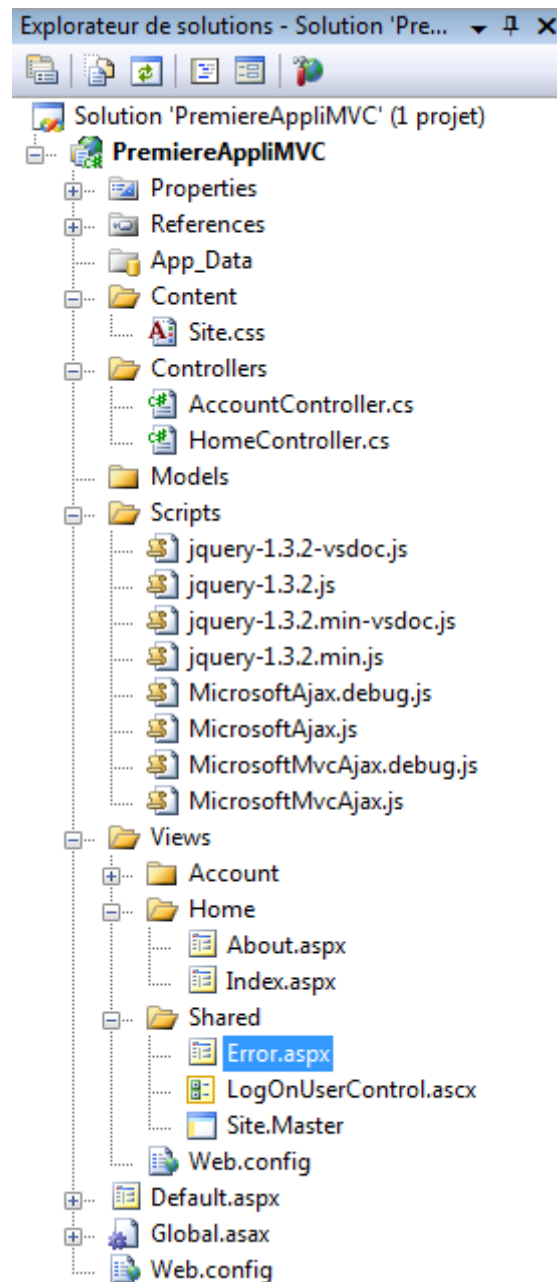 Explorateur de solutions - Solution 'Pre...
Solution 'PremiereAppliMVC' (1 projet)
PremiereAppliMVC
Properties
References
App_Data
Content
Site.css
Controllers
AccountController.cs
HomeController.cs
Models
Scripts
jquery-1.3.2-vsdoc.js
jquery-1.3.2.js
jquery-1.3.2.min-vsdoc.js
jquery-1.3.2.min.js
MicrosoftAjax.debug.js
MicrosoftAjax.js
MicrosoftMvcAjax.debug.js
MicrosoftMvcAjax.js
Views
Account
Home
About.aspx
Index.aspx
Shared
Error.aspx
LogOnUserControl.ascx
Site.Master
Web.config
Default.aspx
Global.asax
Web.config